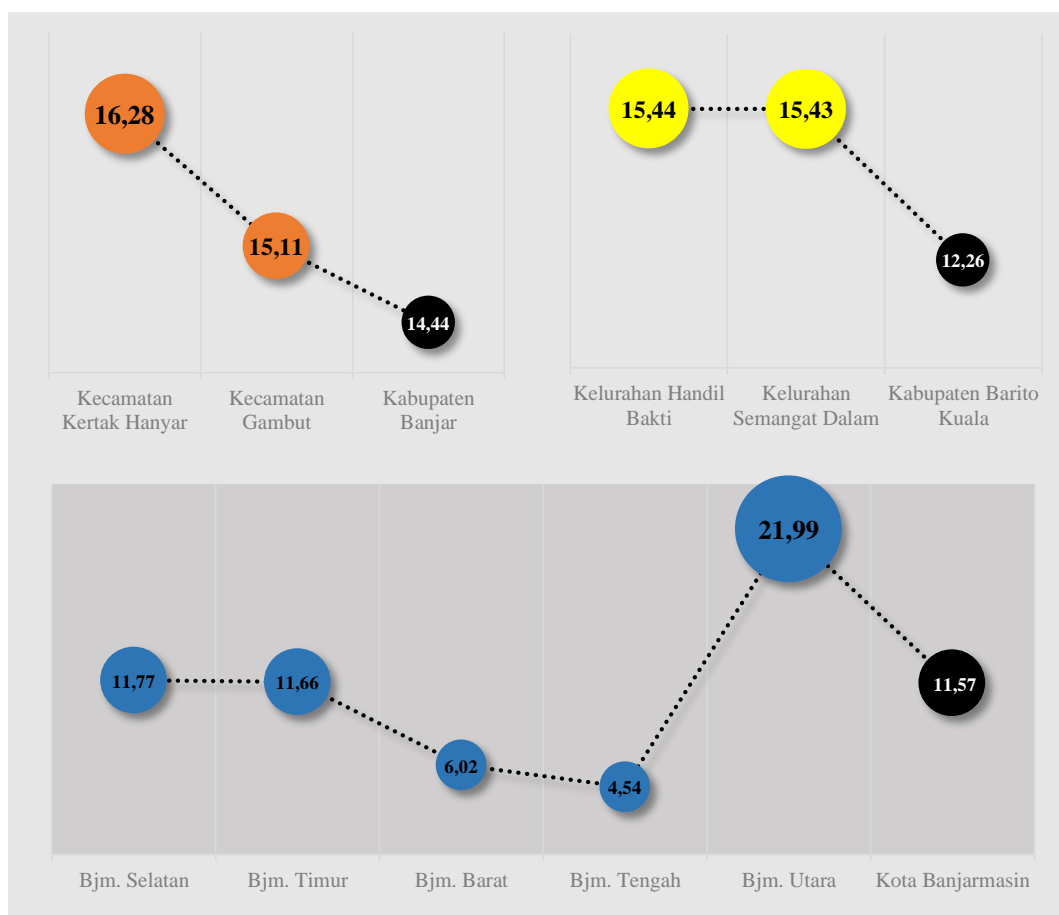 16,28
15,11
14,44
Kecamatan
Kertak Hanyar
Kecamatan
Gambut
Kabupaten
Banjar
15,44
15,43
12,26
Kelurahan Handil
Bakti
Kelurahan
Semangat Dalam
Kabupaten Barito
Kuala
11,77
11,66
6,02
4,54
21,99
11,57
Bjm. Selatan
Bjm. Timur
Bjm. Barat
Bjm. Tengah
Bjm. Utara
Kota Banjarmasin